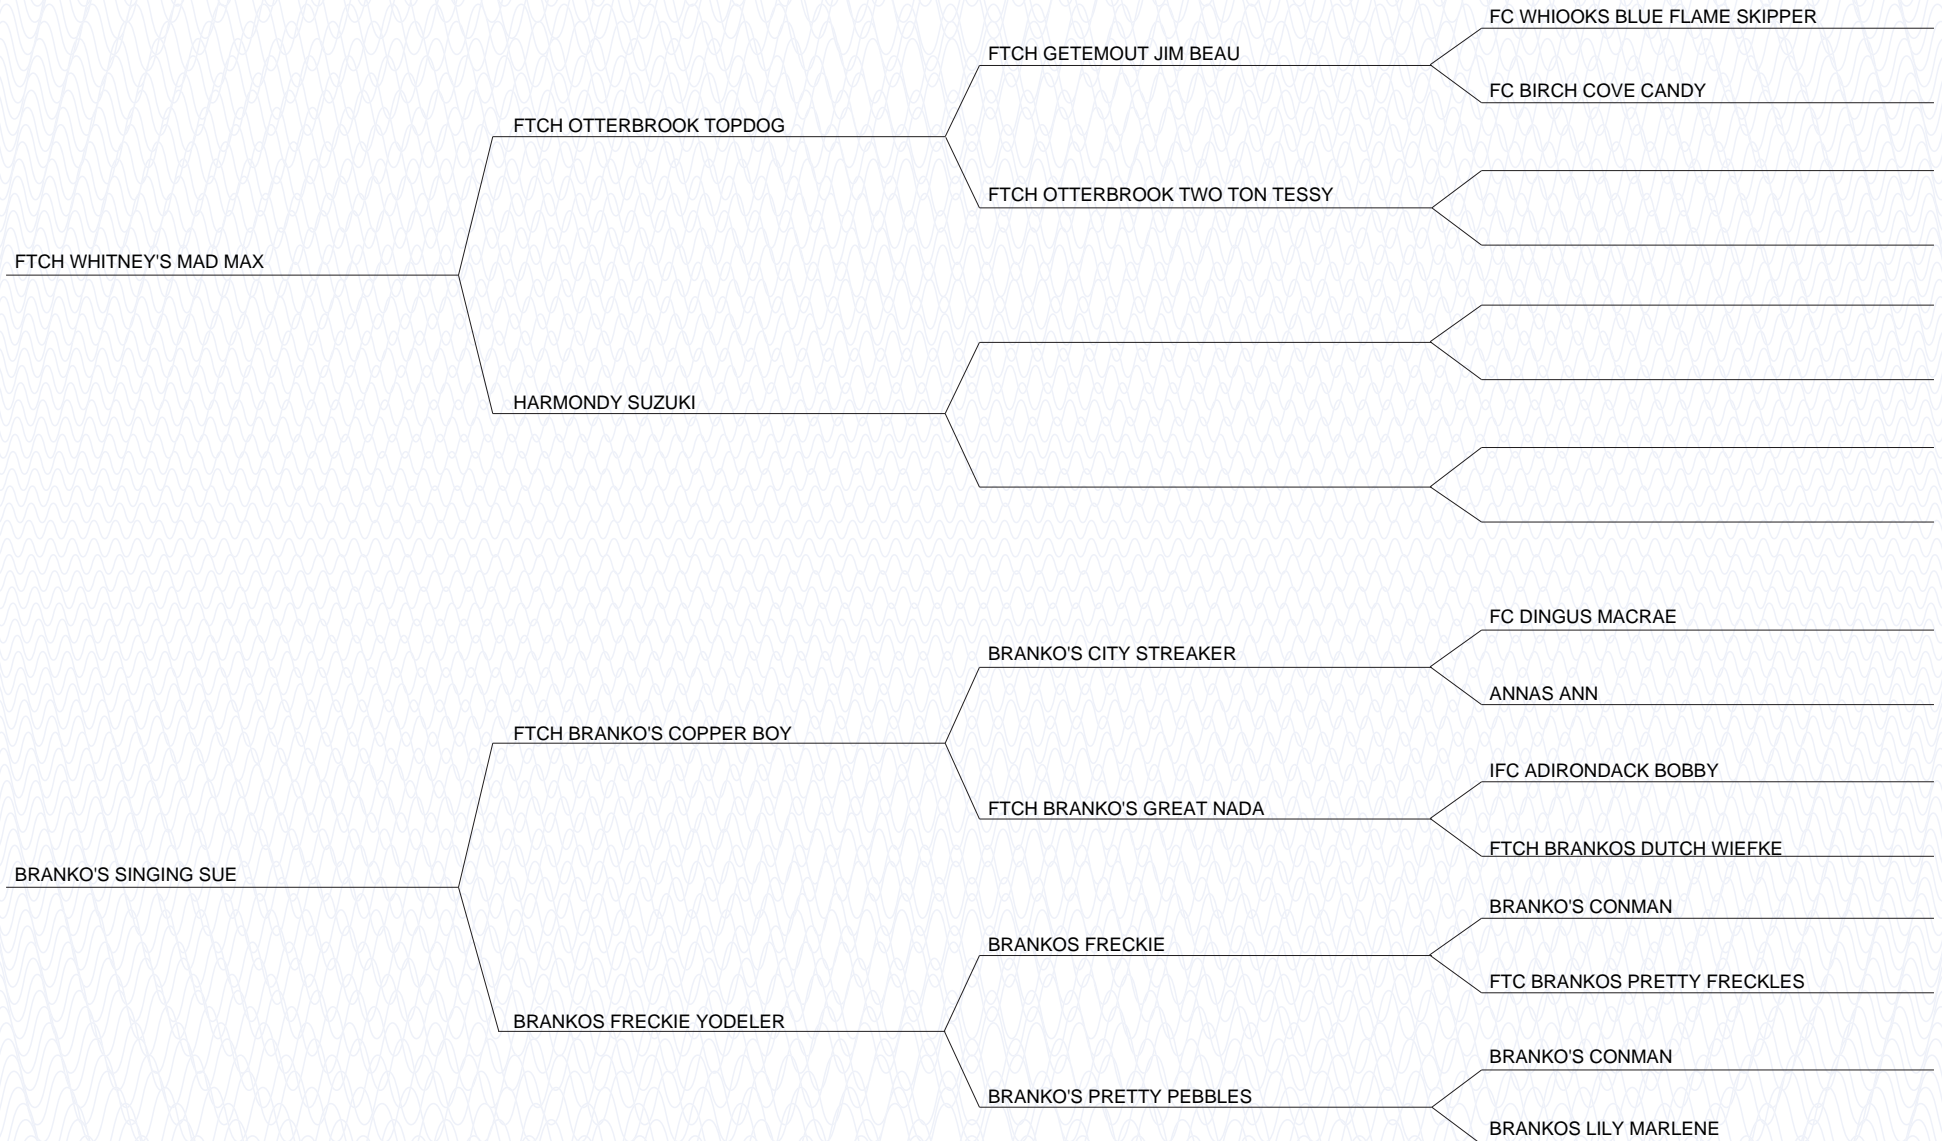 FC WHIOOKS BLUE FLAME SKIPPER
FTCH GETEMOUT JIM BEAU
FC BIRCH COVE CANDY
FTCH OTTERBROOK TOPDOG
FTCH OTTERBROOK TWO TON TESSY
FTCH WHITNEY'S MAD MAX
HARMONDY SUZUKI
FC DINGUS MACRAE
BRANKO'S CITY STREAKER
ANNAS ANN
FTCH BRANKO'S COPPER BOY
IFC ADIRONDACK BOBBY
FTCH BRANKO'S GREAT NADA
FTCH BRANKOS DUTCH WIEFKE
BRANKO'S SINGING SUE
BRANKO'S CONMAN
BRANKOS FRECKIE
FTC BRANKOS PRETTY FRECKLES
BRANKOS FRECKIE YODELER
BRANKO'S CONMAN
BRANKO'S PRETTY PEBBLES
BRANKOS LILY MARLENE